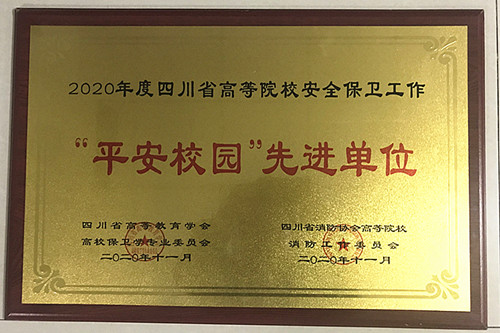 2020年度四川省高等院校安全保卫工作
“平安校园”先进单位
四川省高等教育学会
高校保卫学专业委员会
二〇二〇年十一月
四川省消防协会高等院校
消防工作委员会
二〇二〇年十一月